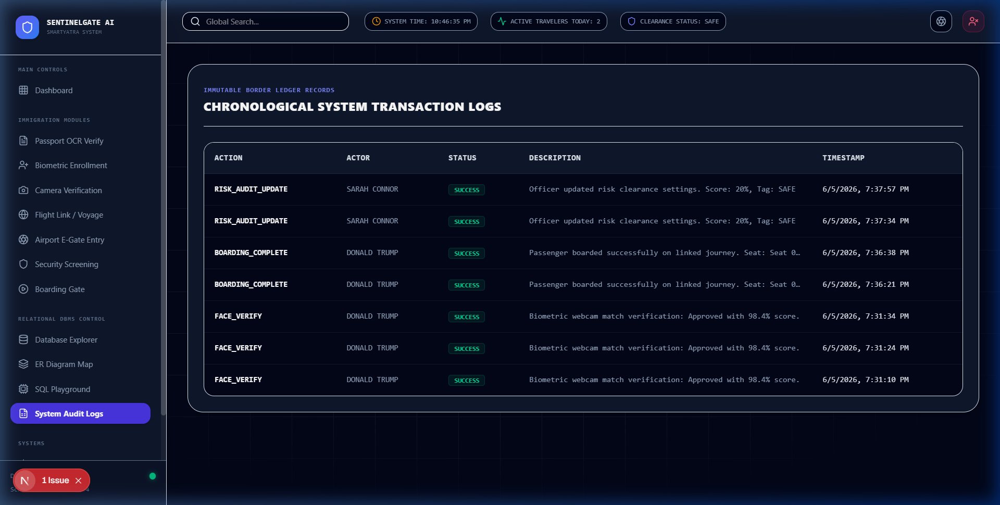 SENTINELGATE AI
SMARTYATRA SYSTEM
Global Search...
SYSTEM TIME: 10:46:35 PM
ACTIVE TRAVELERS TODAY: 2
CLEARANCE STATUS: SAFE
MAIN CONTROLS
Dashboard
IMMIGRATION MODULES
Passport OCR Verify
Biometric Enrollment
Camera Verification
Flight Link / Voyage
Airport E-Gate Entry
Security Screening
Boarding Gate
RELATIONAL DBMS CONTROL
Database Explorer
ER Diagram Map
SQL Playground
System Audit Logs
SYSTEMS
N 1 Issue
IMMUTABLE BORDER LEDGER RECORDS
CHRONOLOGICAL SYSTEM TRANSACTION LOGS
ACTION ACTOR STATUS DESCRIPTION TIMESTAMP
RISK_AUDIT_UPDATE SARAH CONNOR SUCCESS Officer updated risk clearance settings. Score: 20%, Tag: SAFE 6/5/2026, 7:37:57 PM
RISK_AUDIT_UPDATE SARAH CONNOR SUCCESS Officer updated risk clearance settings. Score: 20%, Tag: SAFE 6/5/2026, 7:37:34 PM
BOARDING_COMPLETE DONALD TRUMP SUCCESS Passenger boarded successfully on linked journey. Seat: Seat 0… 6/5/2026, 7:36:38 PM
BOARDING_COMPLETE DONALD TRUMP SUCCESS Passenger boarded successfully on linked journey. Seat: Seat 0… 6/5/2026, 7:36:21 PM
FACE_VERIFY DONALD TRUMP SUCCESS Biometric webcam match verification: Approved with 98.4% score. 6/5/2026, 7:31:34 PM
FACE_VERIFY DONALD TRUMP SUCCESS Biometric webcam match verification: Approved with 98.4% score. 6/5/2026, 7:31:24 PM
FACE_VERIFY DONALD TRUMP SUCCESS Biometric webcam match verification: Approved with 98.4% score. 6/5/2026, 7:31:10 PM